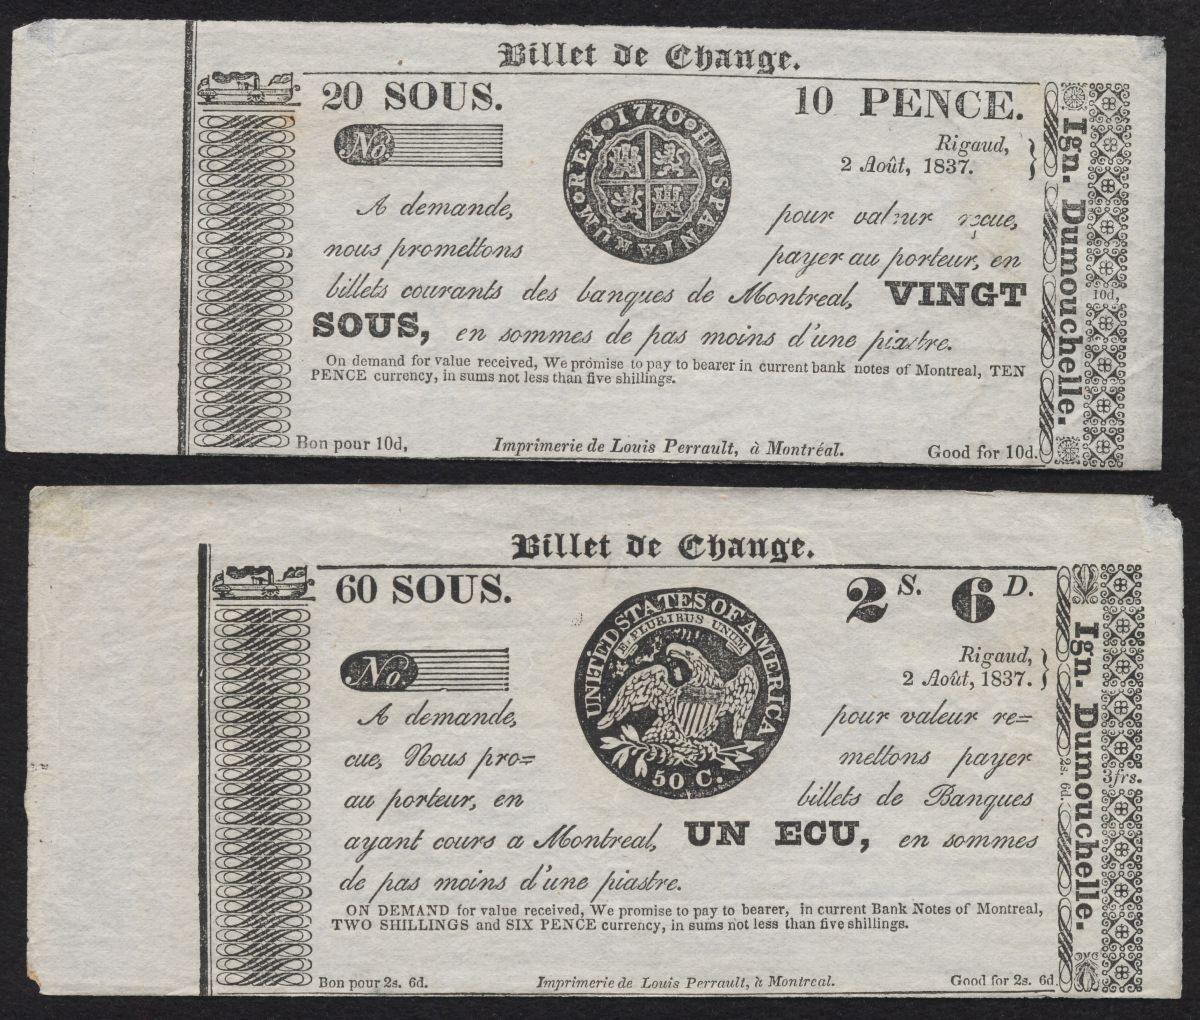 Billet de Change.
20 SOUS.
10 PENCE.
No.
1770 HISPANIARUM REX
Rigaud,
2 Août, 1837.
A demande, pour valeur reçue,
nous promettons payer au porteur, en
billets courants des banques de Montreal, VINGT
SOUS, en sommes de pas moins d'une piastre.
On demand for value received, We promise to pay to bearer in current bank notes of Montreal, TEN
PENCE currency, in sums not less than five shillings.
Bon pour 10d,
Imprimerie de Louis Perrault, à Montréal.
Good for 10d.
Ign. Dumouchelle.
10d,
Billet de Change.
60 SOUS.
2 S. 6 D.
No.
UNITED STATES OF AMERICA
E PLURIBUS UNUM
50 C.
Rigaud,
2 Août, 1837.
A demande, pour valeur re=
cue, Nous pro= mettons payer
au porteur, en billets de Banques
ayant cours a Montreal, UN ECU, en sommes
de pas moins d'une piastre.
ON DEMAND for value received, We promise to pay to bearer, in current Bank Notes of Montreal,
TWO SHILLINGS and SIX PENCE currency, in sums not less than five shillings.
Bon pour 2s. 6d.
Imprimerie de Louis Perrault, à Montreal.
Good for 2s. 6d
2s. 6d.
Ign. Dumouchelle.
3frs.